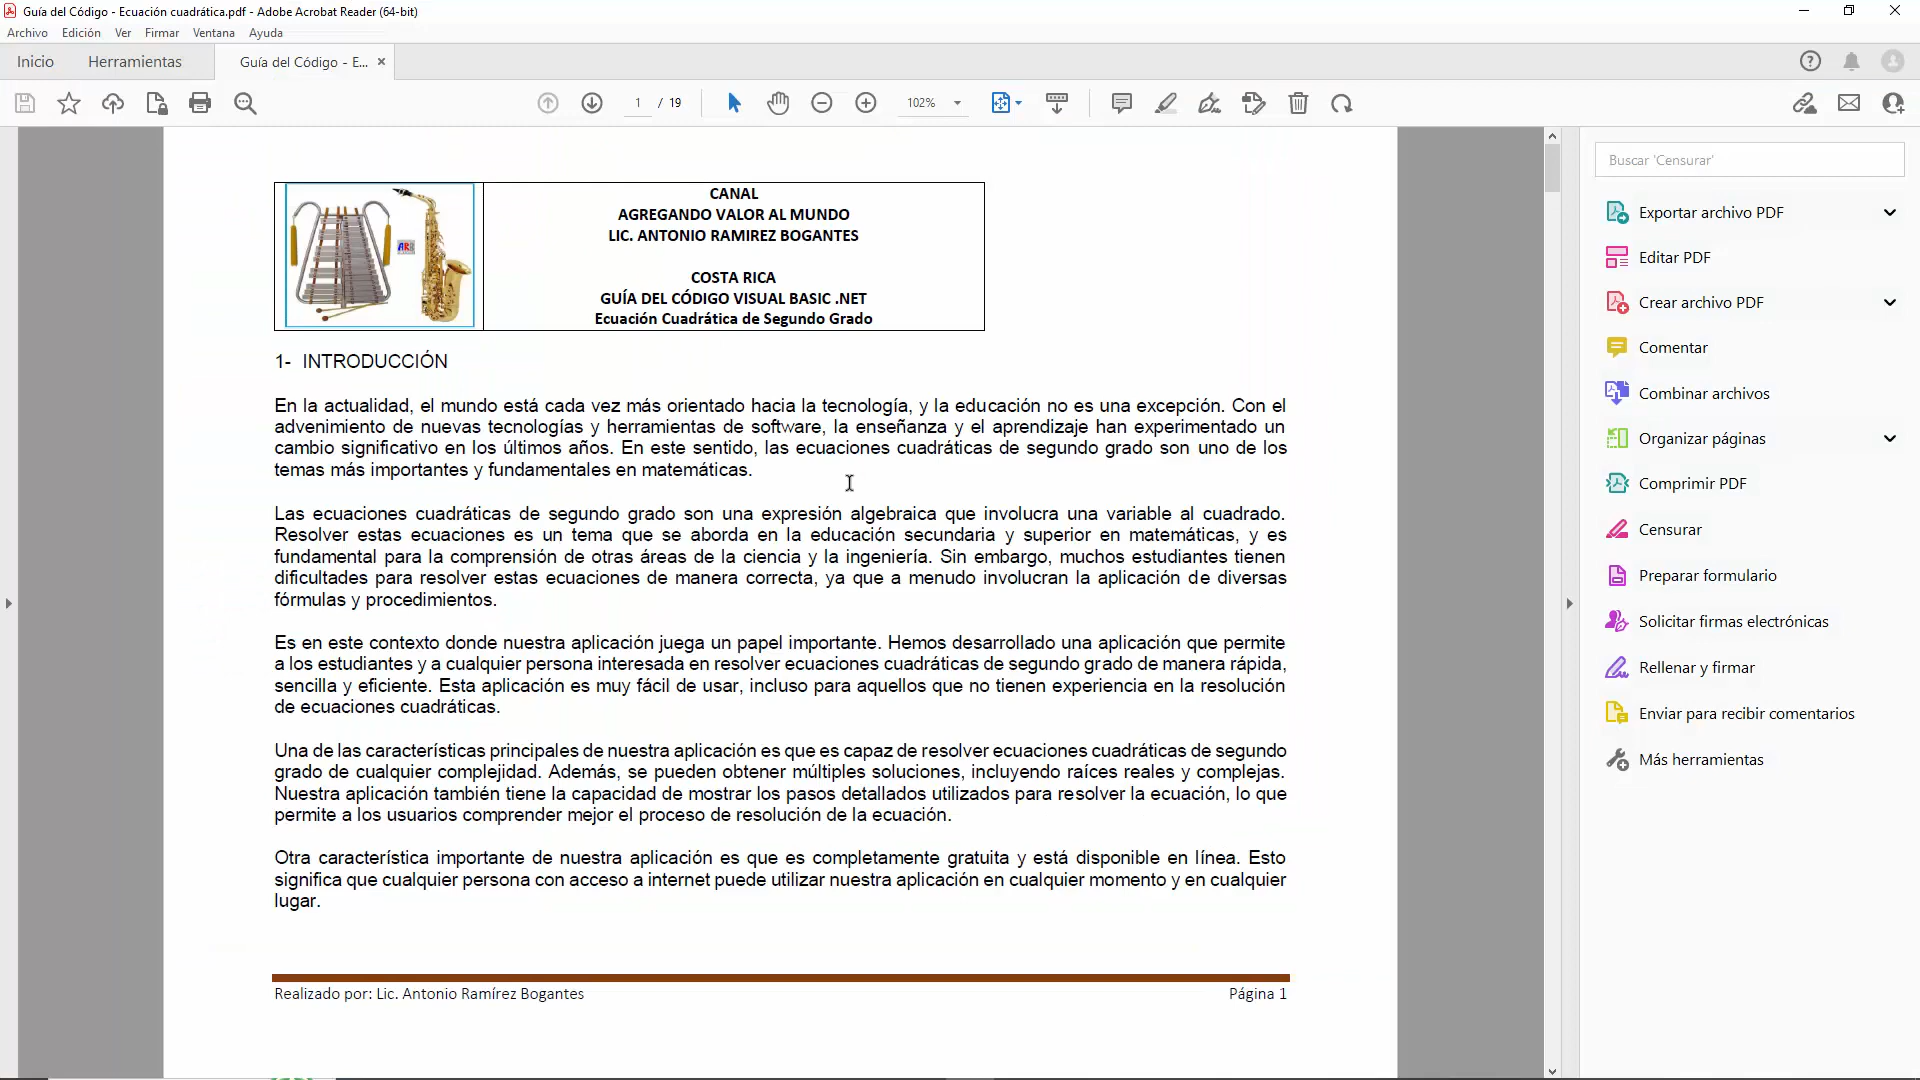 Guía del Código - Ecuación cuadrática.pdf - Adobe Acrobat Reader (64-bit)
Archivo Edición Ver Firmar Ventana Ayuda
Inicio Herramientas Guía del Código - E...
1 / 19 102%
Buscar 'Censurar'
Exportar archivo PDF
Editar PDF
Crear archivo PDF
Comentar
Combinar archivos
Organizar páginas
Comprimir PDF
Censurar
Preparar formulario
Solicitar firmas electrónicas
Rellenar y firmar
Enviar para recibir comentarios
Más herramientas
ARB
CANAL
AGREGANDO VALOR AL MUNDO
LIC. ANTONIO RAMIREZ BOGANTES
COSTA RICA
GUÍA DEL CÓDIGO VISUAL BASIC .NET
Ecuación Cuadrática de Segundo Grado
1- INTRODUCCIÓN
En la actualidad, el mundo está cada vez más orientado hacia la tecnología, y la educación no es una excepción. Con el
advenimiento de nuevas tecnologías y herramientas de software, la enseñanza y el aprendizaje han experimentado un
cambio significativo en los últimos años. En este sentido, las ecuaciones cuadráticas de segundo grado son uno de los
temas más importantes y fundamentales en matemáticas.
Las ecuaciones cuadráticas de segundo grado son una expresión algebraica que involucra una variable al cuadrado.
Resolver estas ecuaciones es un tema que se aborda en la educación secundaria y superior en matemáticas, y es
fundamental para la comprensión de otras áreas de la ciencia y la ingeniería. Sin embargo, muchos estudiantes tienen
dificultades para resolver estas ecuaciones de manera correcta, ya que a menudo involucran la aplicación de diversas
fórmulas y procedimientos.
Es en este contexto donde nuestra aplicación juega un papel importante. Hemos desarrollado una aplicación que permite
a los estudiantes y a cualquier persona interesada en resolver ecuaciones cuadráticas de segundo grado de manera rápida,
sencilla y eficiente. Esta aplicación es muy fácil de usar, incluso para aquellos que no tienen experiencia en la resolución
de ecuaciones cuadráticas.
Una de las características principales de nuestra aplicación es que es capaz de resolver ecuaciones cuadráticas de segundo
grado de cualquier complejidad. Además, se pueden obtener múltiples soluciones, incluyendo raíces reales y complejas.
Nuestra aplicación también tiene la capacidad de mostrar los pasos detallados utilizados para resolver la ecuación, lo que
permite a los usuarios comprender mejor el proceso de resolución de la ecuación.
Otra característica importante de nuestra aplicación es que es completamente gratuita y está disponible en línea. Esto
significa que cualquier persona con acceso a internet puede utilizar nuestra aplicación en cualquier momento y en cualquier
lugar.
Realizado por: Lic. Antonio Ramírez Bogantes Página 1